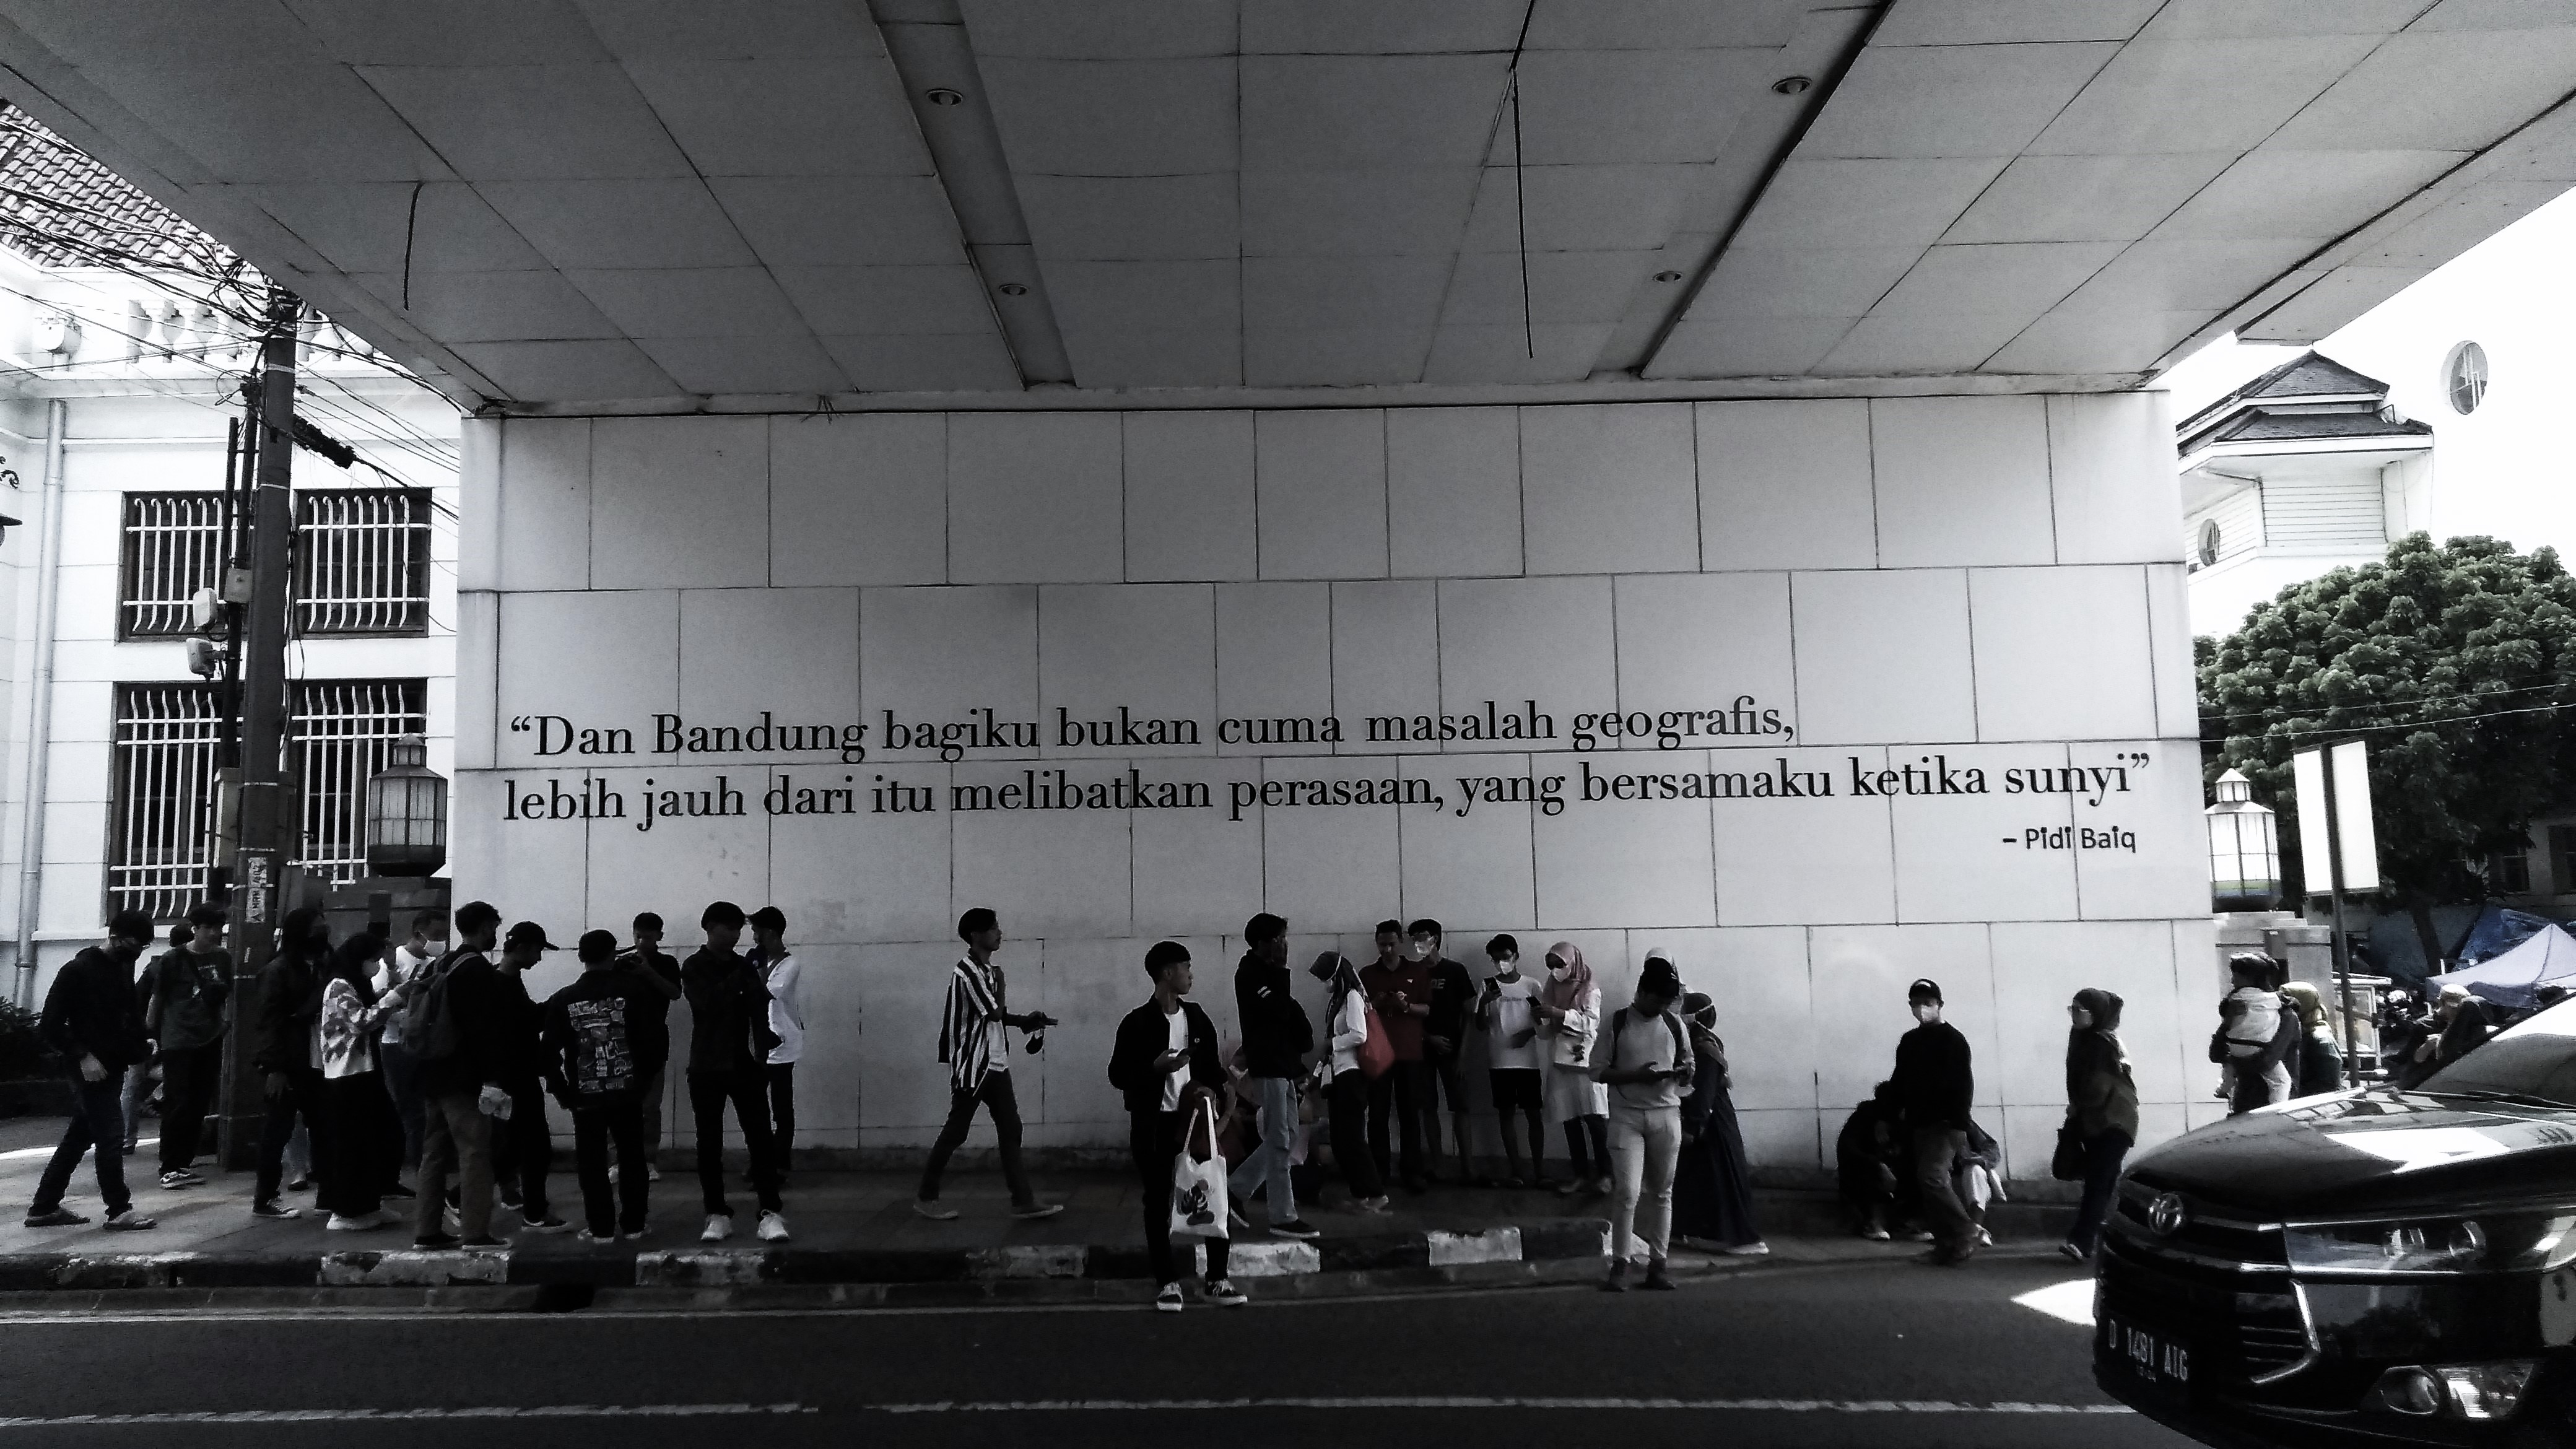 “Dan Bandung bagiku bukan cuma masalah geografis,
lebih jauh dari itu melibatkan perasaan, yang bersamaku ketika sunyi”
– Pidi Baiq
D 1491 AIG